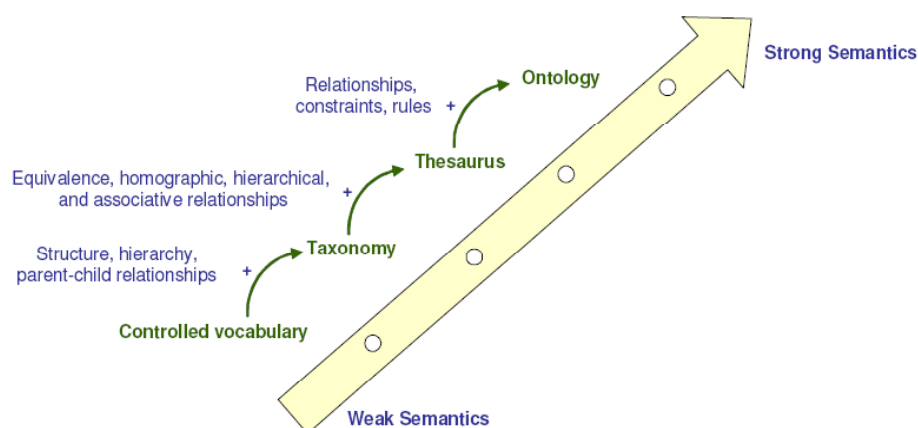 Strong Semantics
Ontology
Relationships,
constraints, rules
+
Thesaurus
Equivalence, homographic, hierarchical,
and associative relationships
+
Taxonomy
Structure, hierarchy,
parent-child relationships
+
Controlled vocabulary
Weak Semantics